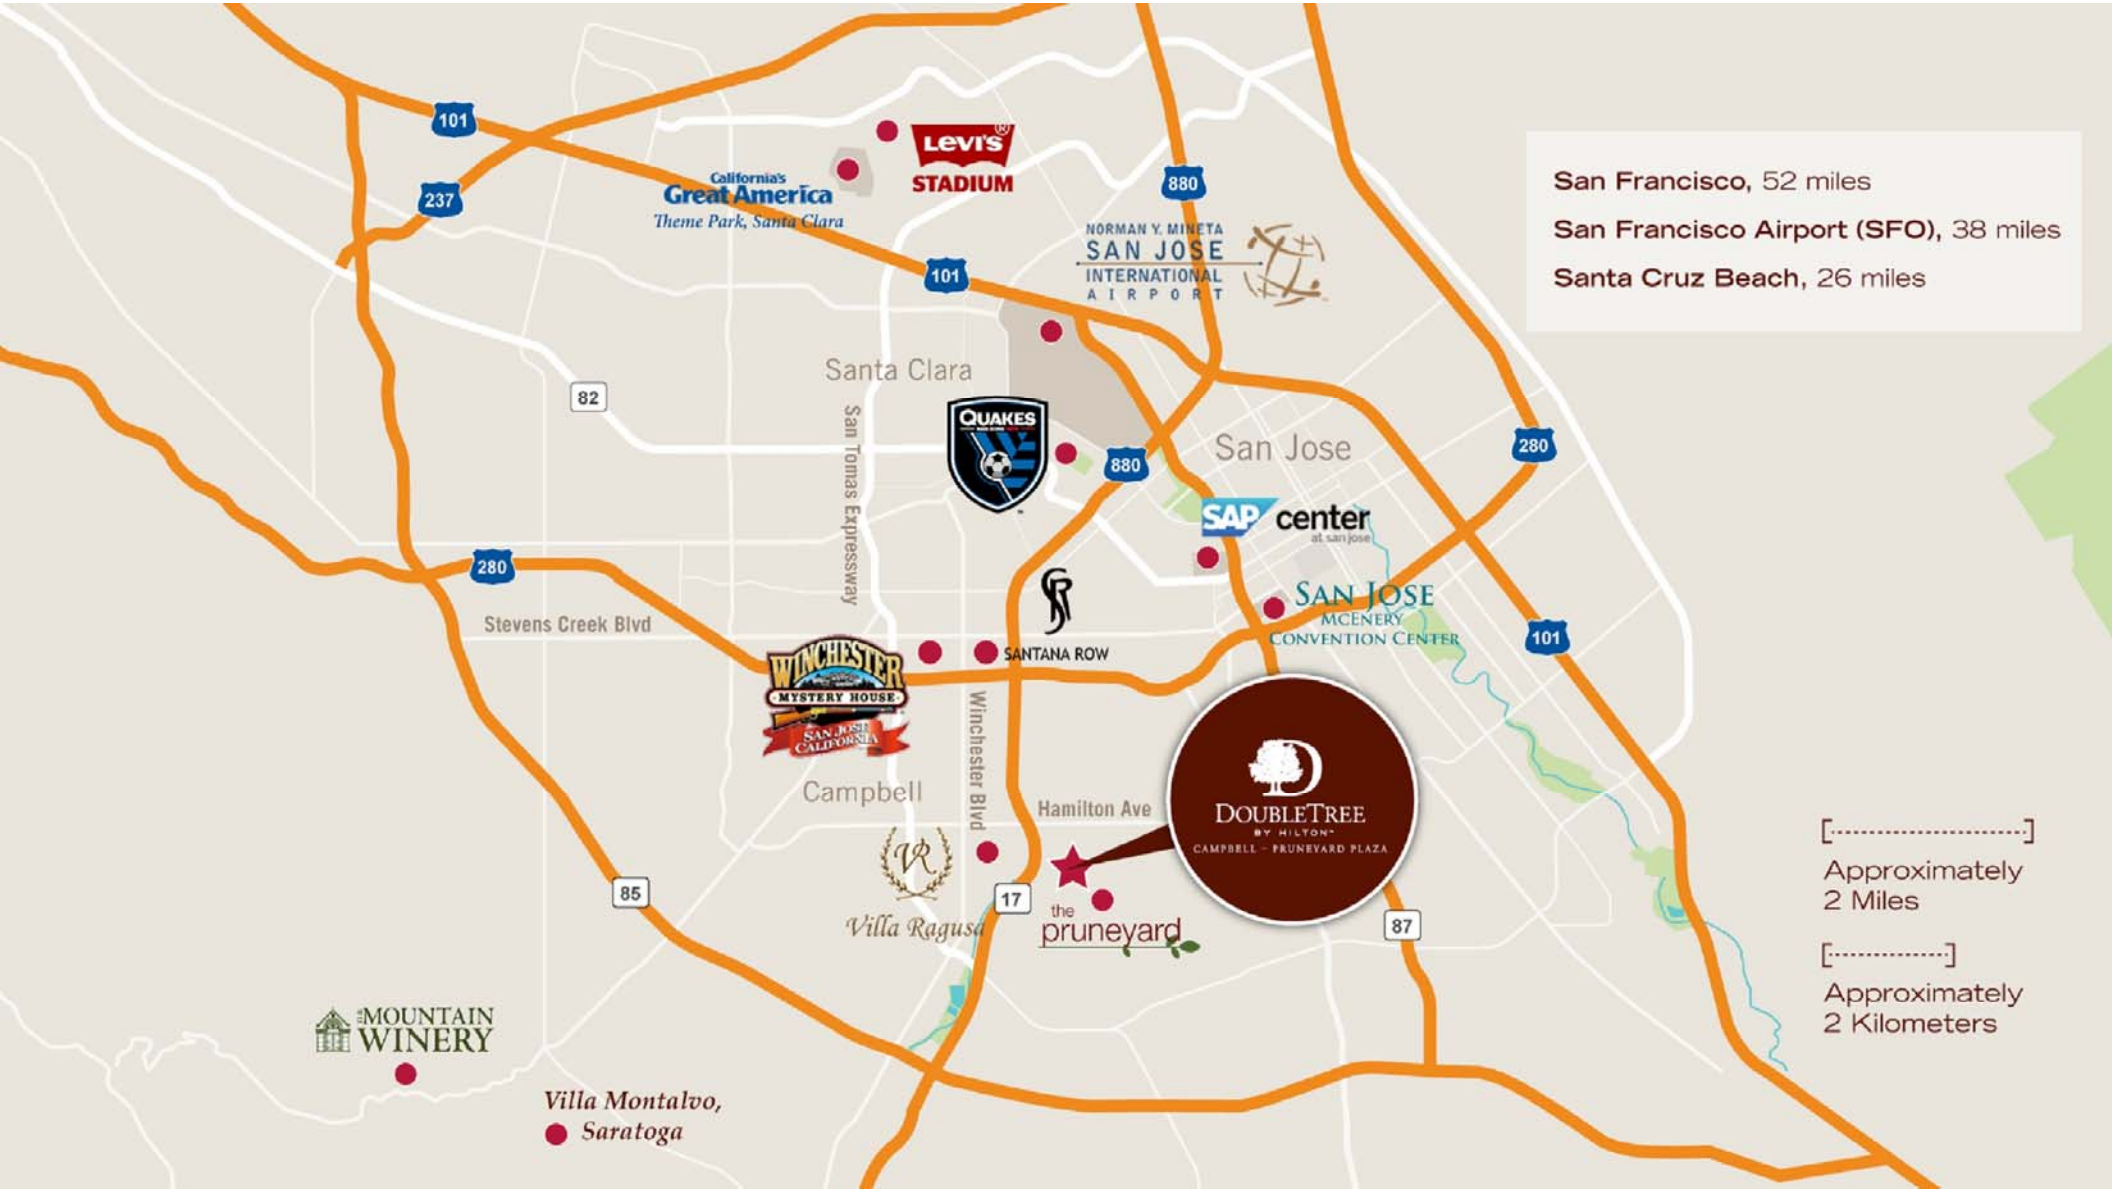 101
237
California's
Great America
Theme Park, Santa Clara
LEVI'S®
STADIUM
880
NORMAN Y. MINETA
SAN JOSE
INTERNATIONAL
AIRPORT
101
San Francisco, 52 miles
San Francisco Airport (SFO), 38 miles
Santa Cruz Beach, 26 miles
Santa Clara
82
San Tomas Expressway
QUAKES
880
San Jose
280
SAP center
at san jose
280
Stevens Creek Blvd
SAN JOSE
MCENERY
CONVENTION CENTER
101
SANTANA ROW
WINCHESTER
MYSTERY HOUSE
SAN JOSE
CALIFORNIA
Winchester Blvd
Campbell
Hamilton Ave
DOUBLETREE
BY HILTON™
CAMPBELL – PRUNEYARD PLAZA
VR
Villa Ragusa
85
17
the
pruneyard
87
Approximately
2 Miles
Approximately
2 Kilometers
MOUNTAIN
WINERY
Villa Montalvo,
Saratoga